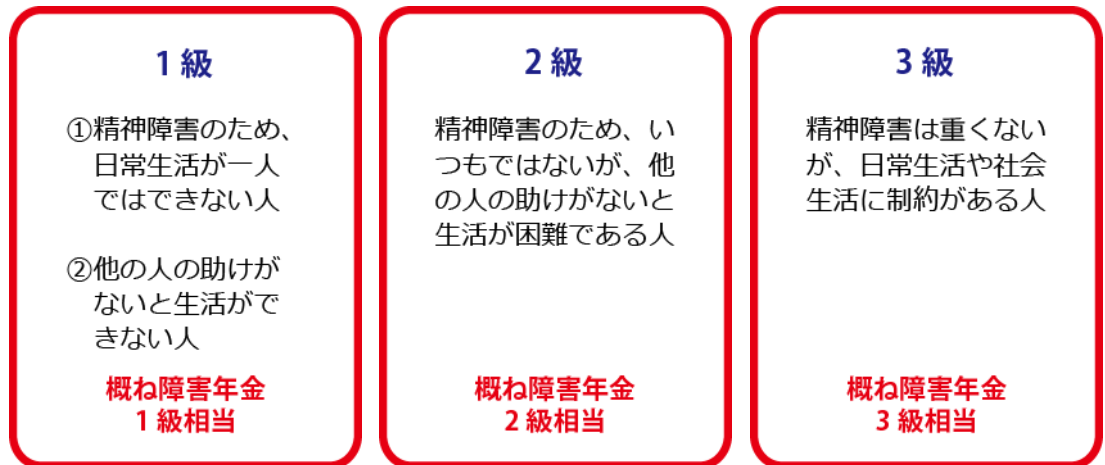 1級
①精神障害のため、
日常生活が一人
ではできない人
②他の人の助けが
ないと生活がで
きない人
概ね障害年金
1級相当
2級
精神障害のため、い
つもではないが、他
の人の助けがないと
生活が困難である人
概ね障害年金
2級相当
3級
精神障害は重くない
が、日常生活や社会
生活に制約がある人
概ね障害年金
3級相当